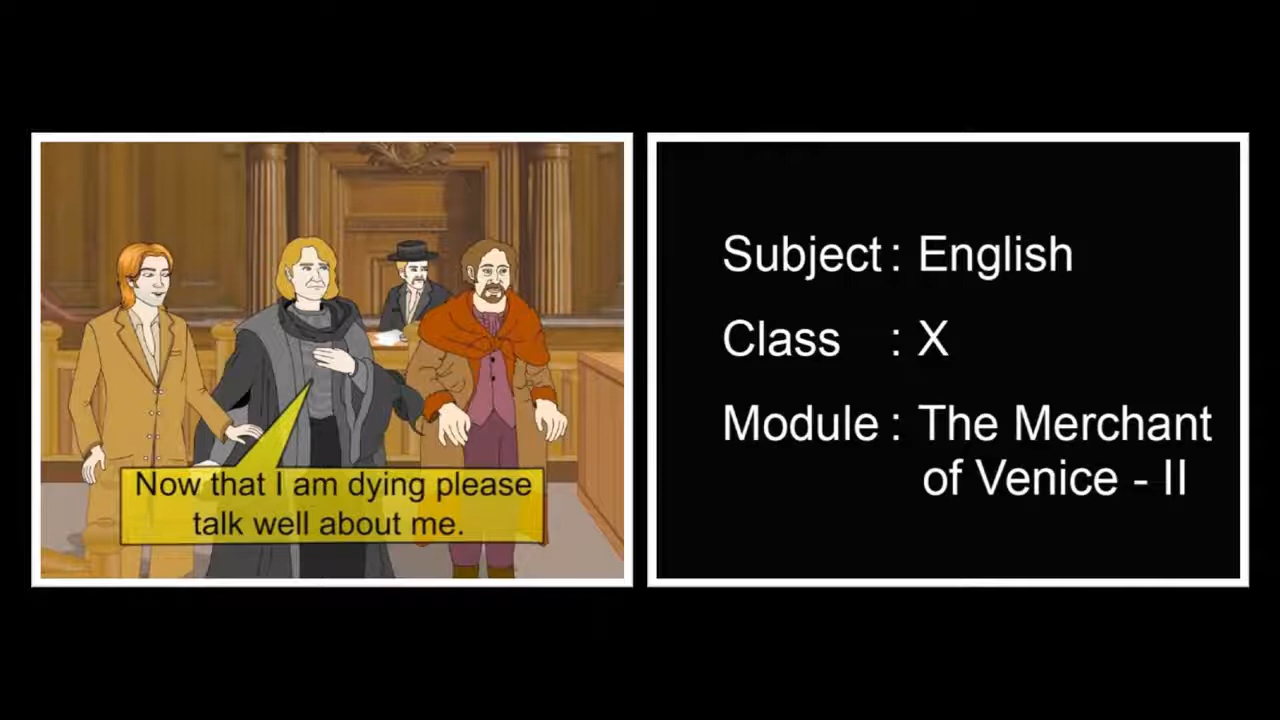 Now that I am dying please
talk well about me.
Subject : English
Class : X
Module : The Merchant
of Venice - II